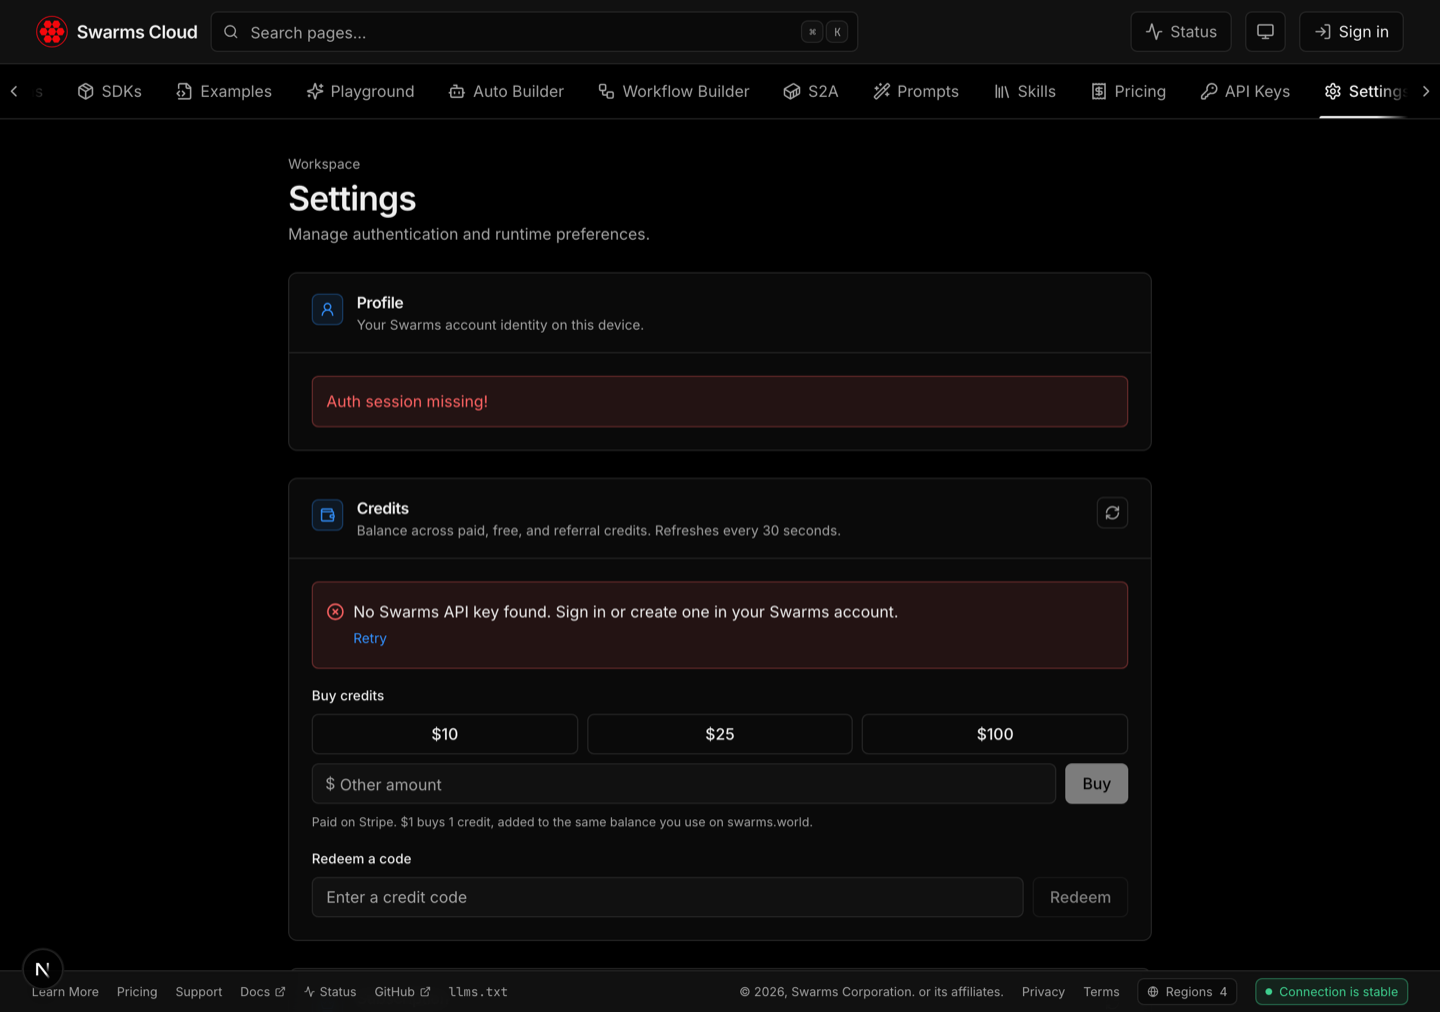 Swarms Cloud
Search pages...
⌘ K
Status
Sign in
SDKs
Examples
Playground
Auto Builder
Workflow Builder
S2A
Prompts
Skills
Pricing
API Keys
Settings
Workspace
Settings
Manage authentication and runtime preferences.
Profile
Your Swarms account identity on this device.
Auth session missing!
Credits
Balance across paid, free, and referral credits. Refreshes every 30 seconds.
No Swarms API key found. Sign in or create one in your Swarms account.
Retry
Buy credits
$10
$25
$100
$ Other amount
Buy
Paid on Stripe. $1 buys 1 credit, added to the same balance you use on swarms.world.
Redeem a code
Enter a credit code
Redeem
N
Learn More
Pricing
Support
Docs
Status
GitHub
llms.txt
© 2026, Swarms Corporation. or its affiliates.
Privacy
Terms
Regions 4
Connection is stable